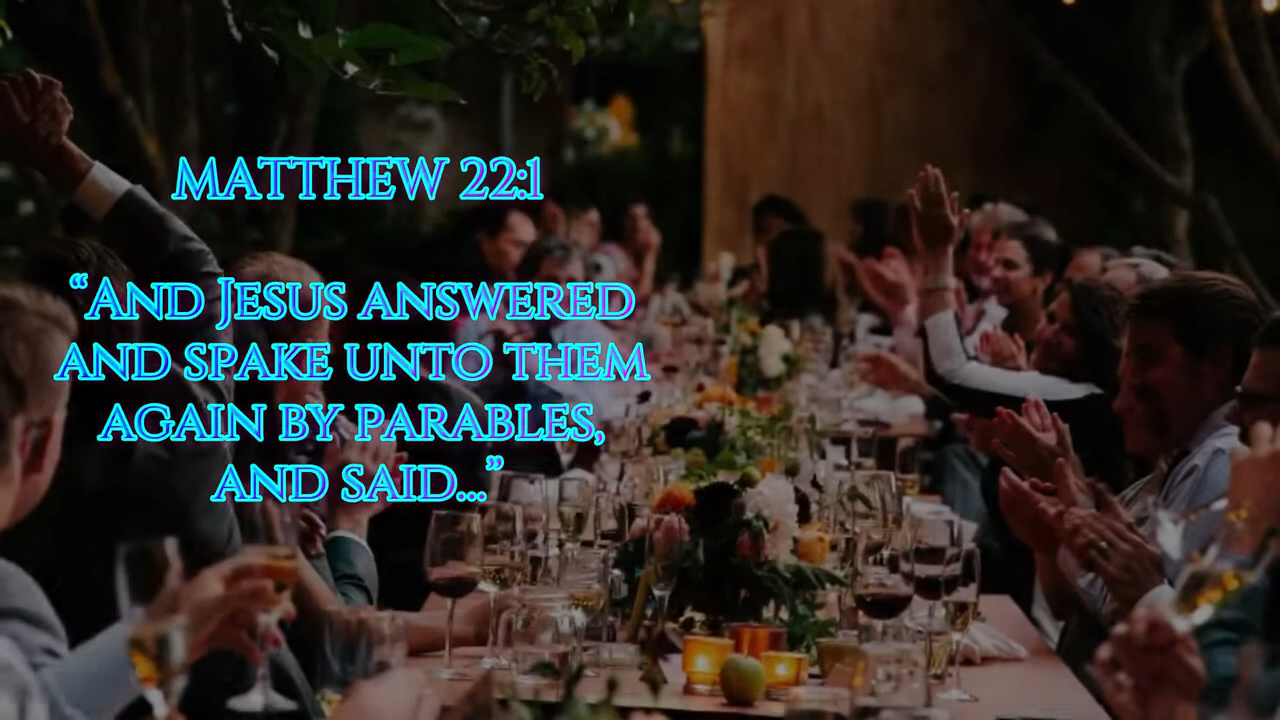 MATTHEW 22:1
“AND JESUS ANSWERED
AND SPAKE UNTO THEM
AGAIN BY PARABLES,
AND SAID...”